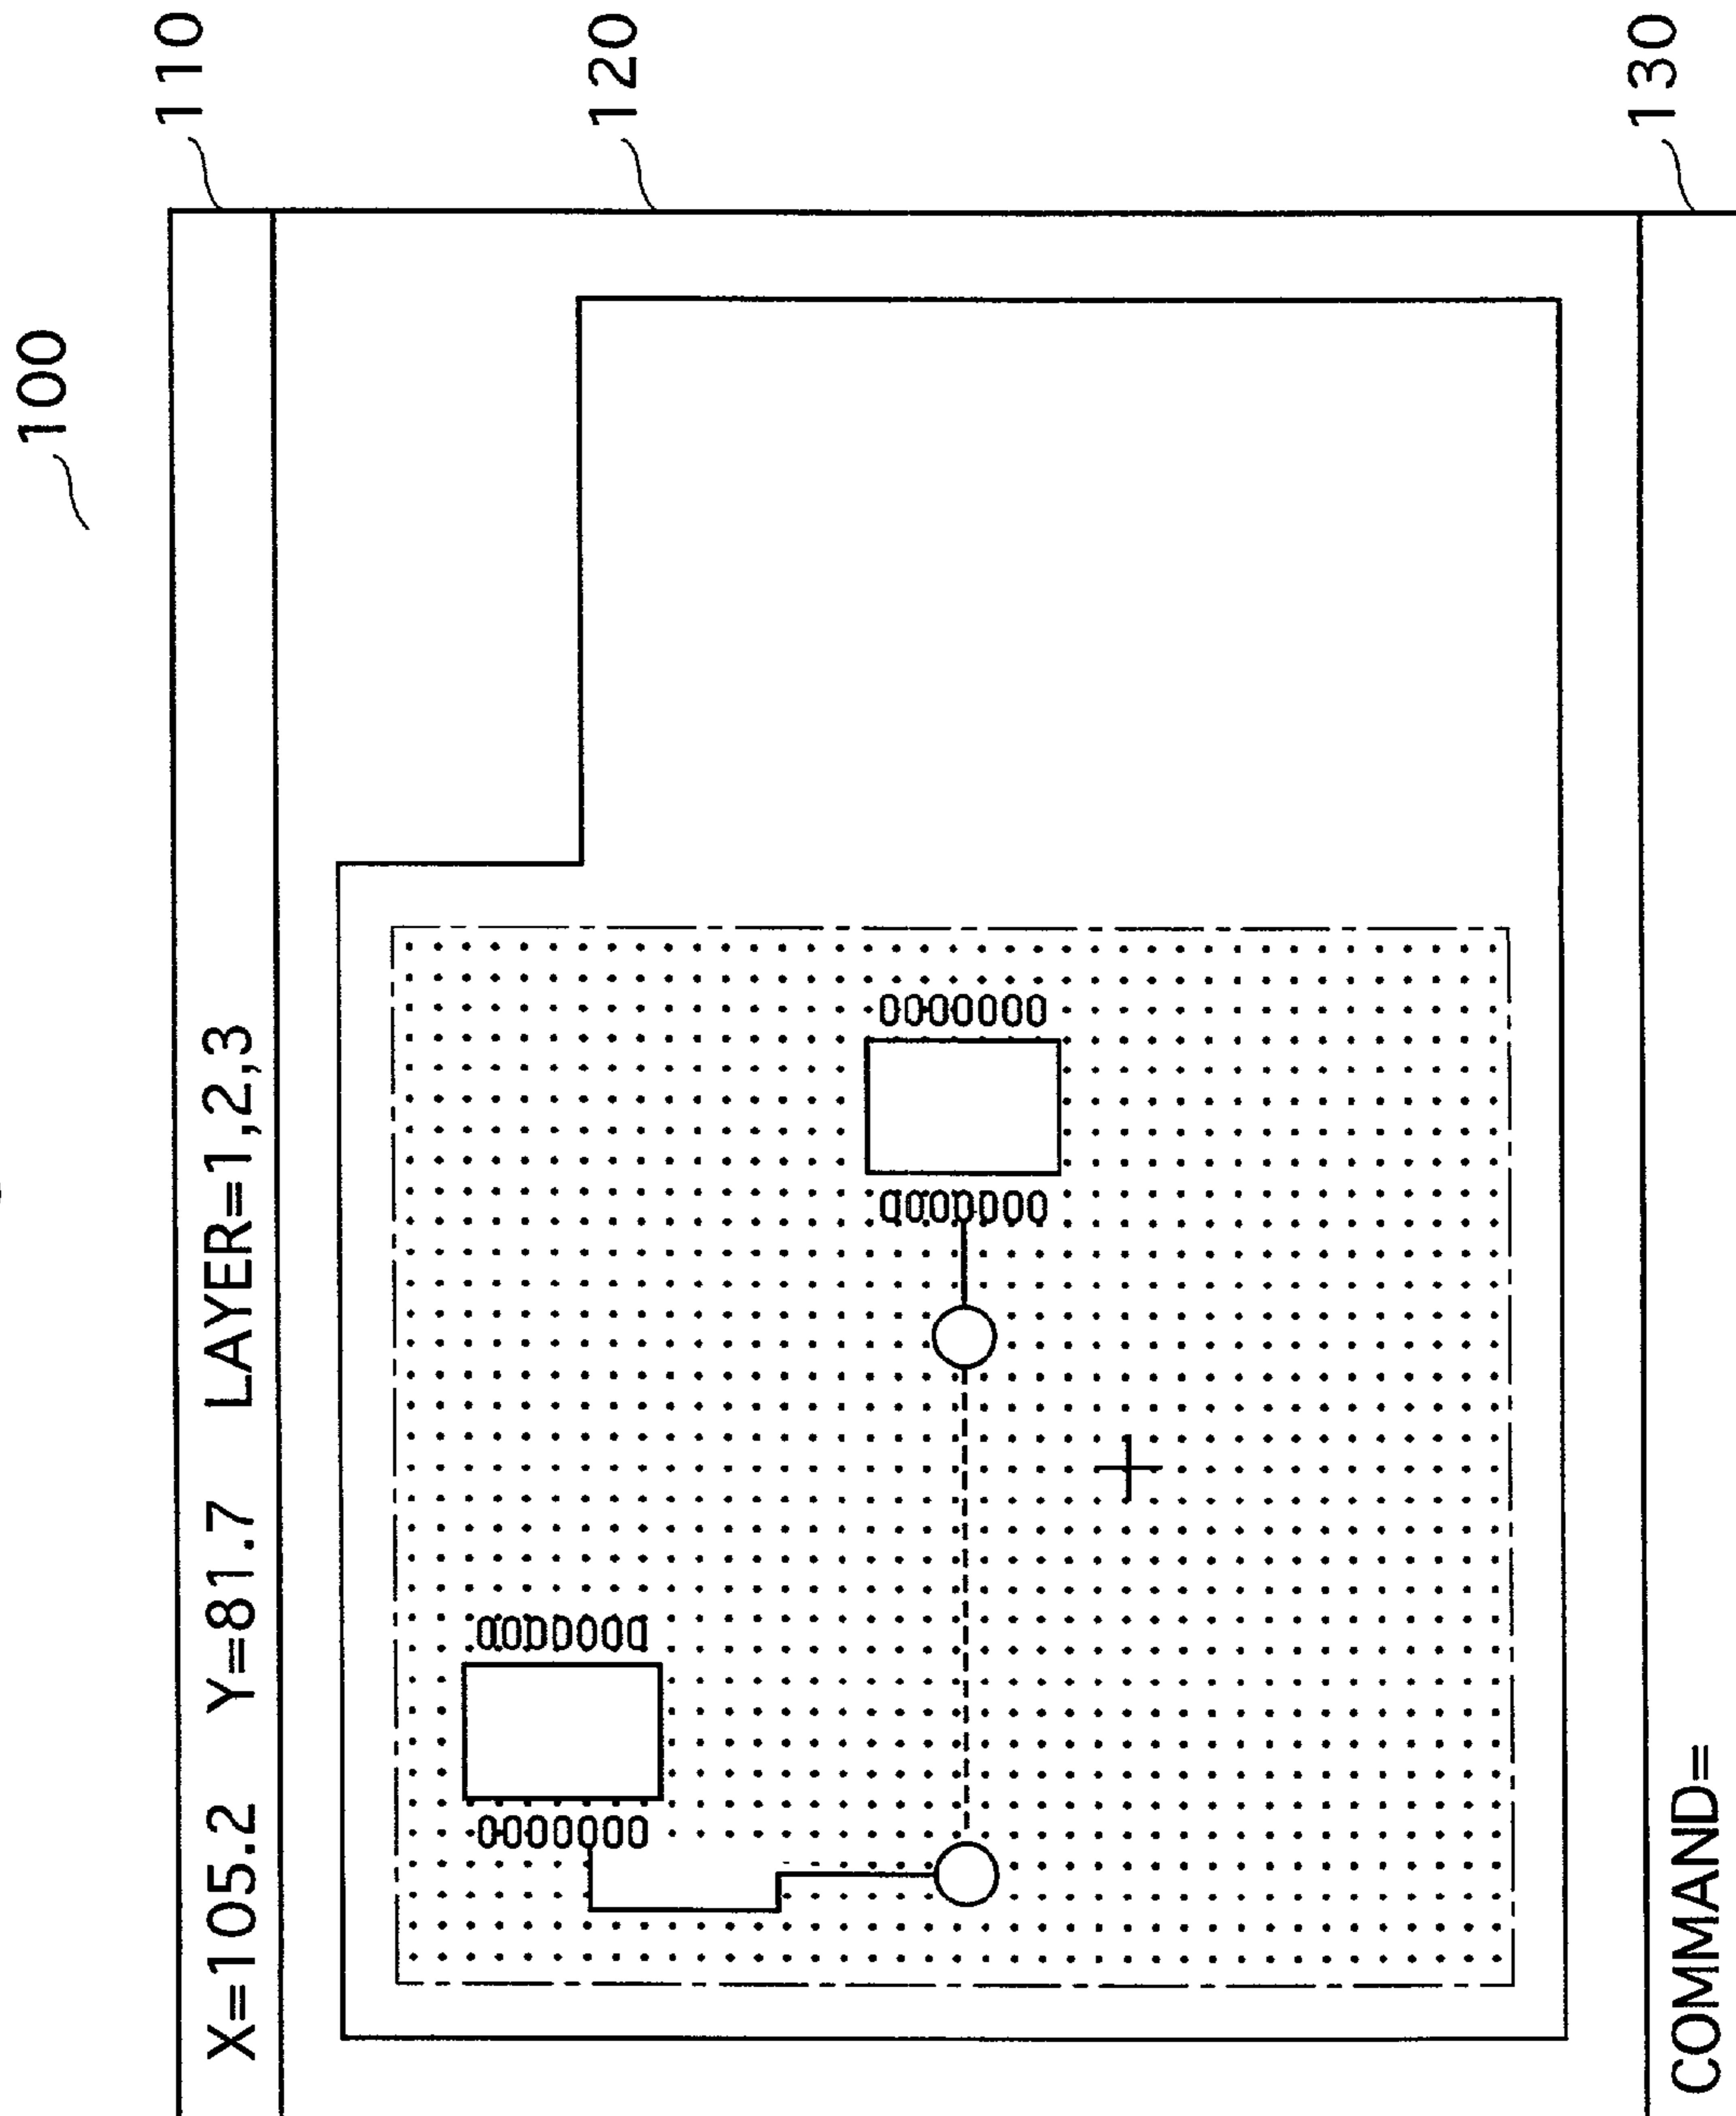 100
110
X=105.2 Y=81.7 LAYER=1,2,3
120
130
COMMAND=